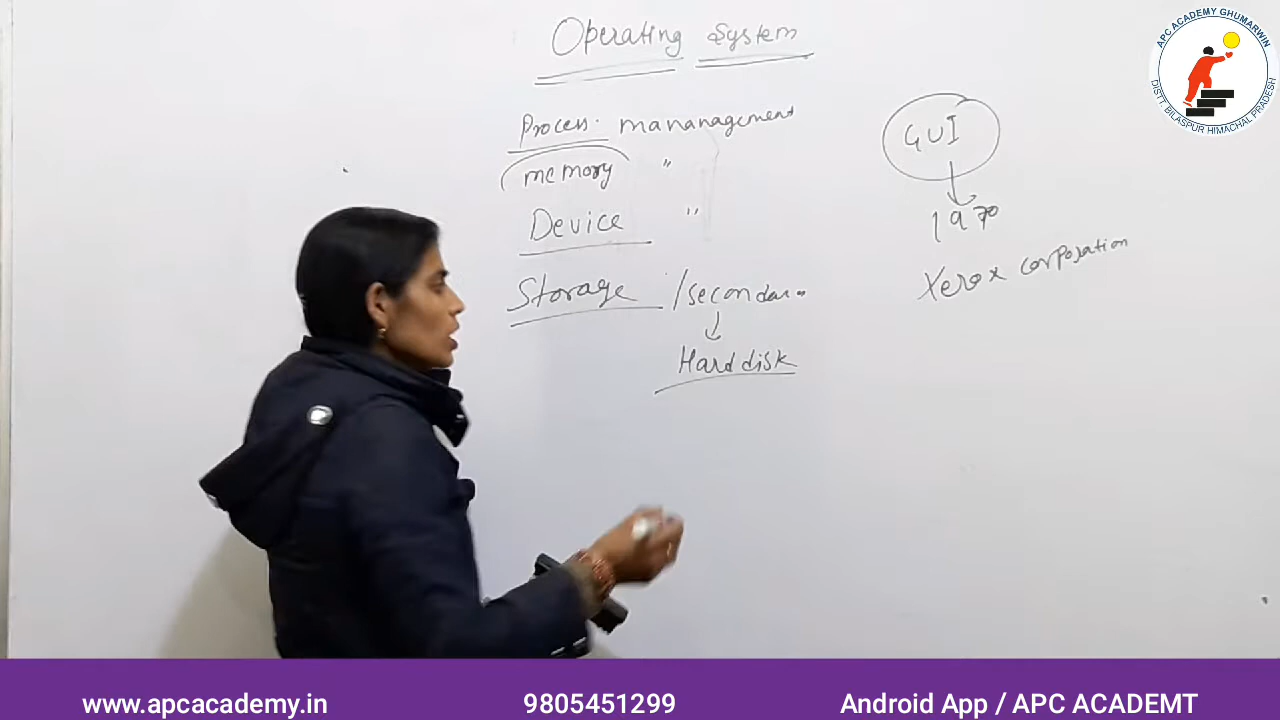 Operating System
Process. mananagement
memory "
Device "
Storage / secondar
Hard disk
GUI
1970
Xerox corporation
APC ACADEMY GHUMARWIN
DISTT. BILASPUR HIMACHAL PRADESH
www.apcacademy.in
9805451299
Android App / APC ACADEMT